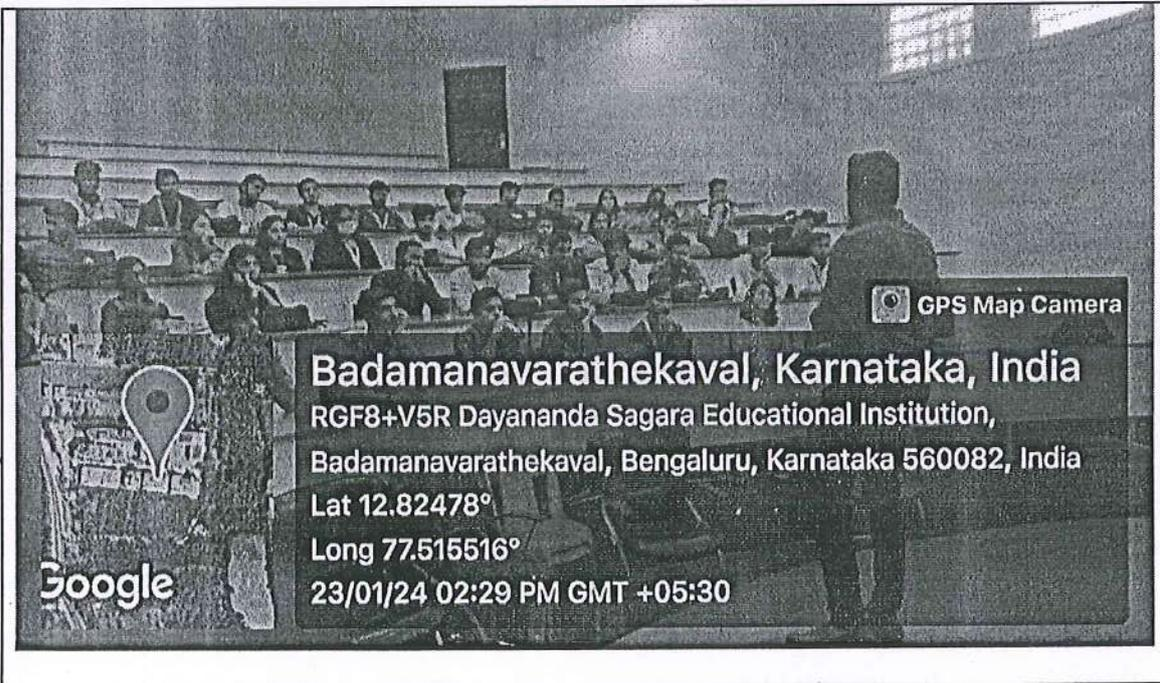 GPS Map Camera
Badamanavarathekaval, Karnataka, India
RGF8+V5R Dayananda Sagara Educational Institution,
Badamanavarathekaval, Bengaluru, Karnataka 560082, India
Lat 12.82478°
Long 77.515516°
23/01/24 02:29 PM GMT +05:30
Google